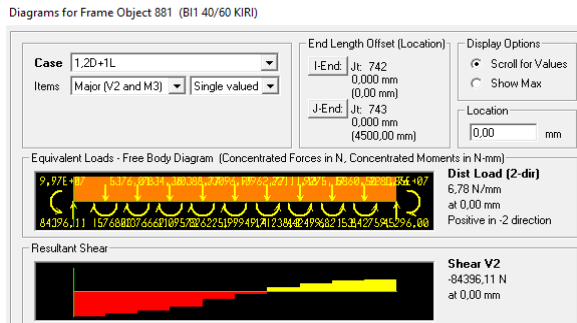 Diagrams for Frame Object 881 (BI1 40/60 KIRI)
Case 1,2D+1L
Items Major (V2 and M3) Single valued
End Length Offset (Location)
I-End: Jt: 742
0,000 mm
(0,00 mm)
J-End: Jt: 743
0,000 mm
(4500,00 mm)
Display Options
Scroll for Values
Show Max
Location
0,00 mm
Equivalent Loads - Free Body Diagram (Concentrated Forces in N, Concentrated Moments in N-mm)
9,97E+07
84396,11
Dist Load (2-dir)
6,78 N/mm
at 0,00 mm
Positive in -2 direction
Resultant Shear
Shear V2
-84396,11 N
at 0,00 mm